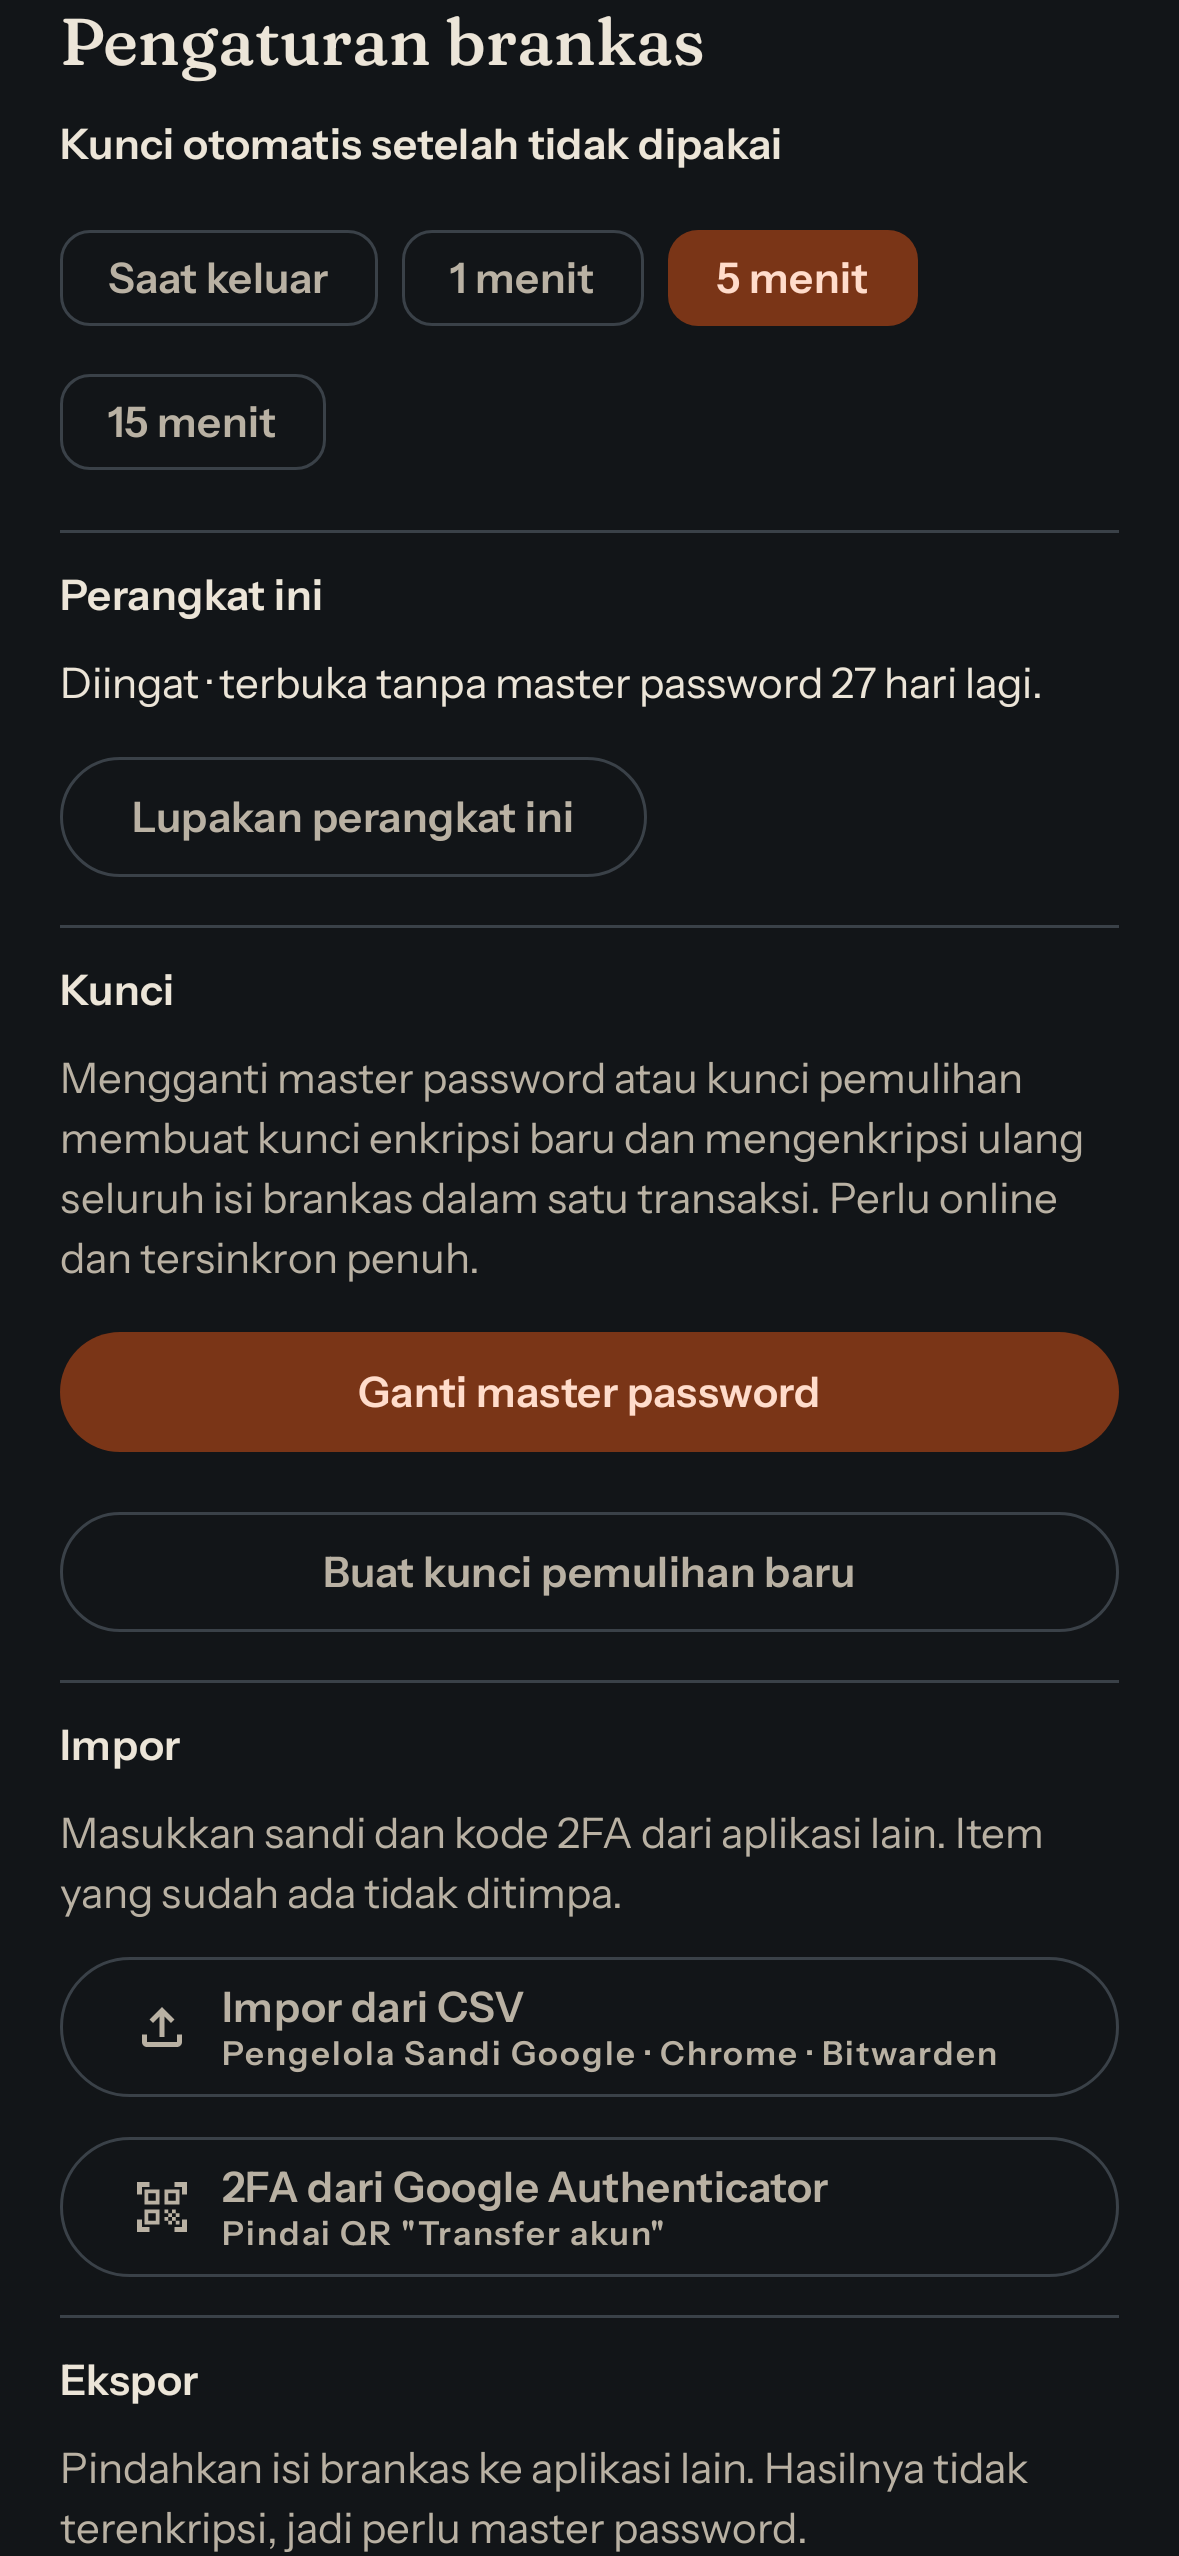 Pengaturan brankas
Kunci otomatis setelah tidak dipakai
Saat keluar
1 menit
5 menit
15 menit
Perangkat ini
Diingat · terbuka tanpa master password 27 hari lagi.
Lupakan perangkat ini
Kunci
Mengganti master password atau kunci pemulihan
membuat kunci enkripsi baru dan mengenkripsi ulang
seluruh isi brankas dalam satu transaksi. Perlu online
dan tersinkron penuh.
Ganti master password
Buat kunci pemulihan baru
Impor
Masukkan sandi dan kode 2FA dari aplikasi lain. Item
yang sudah ada tidak ditimpa.
Impor dari CSV
Pengelola Sandi Google · Chrome · Bitwarden
2FA dari Google Authenticator
Pindai QR "Transfer akun"
Ekspor
Pindahkan isi brankas ke aplikasi lain. Hasilnya tidak
terenkripsi, jadi perlu master password.